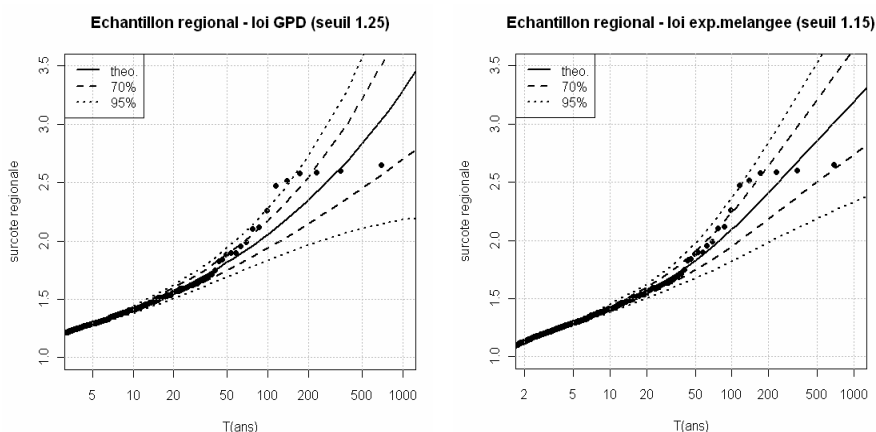 Echantillon regional - loi GPD (seuil 1.25)
theo.
70%
95%
surcote regionale
3.5
3.0
2.5
2.0
1.5
1.0
5 10 20 50 100 200 500 1000
T(ans)
Echantillon regional - loi exp.melangee (seuil 1.15)
theo.
70%
95%
surcote regionale
3.5
3.0
2.5
2.0
1.5
1.0
2 5 10 20 50 100 200 500 1000
T(ans)